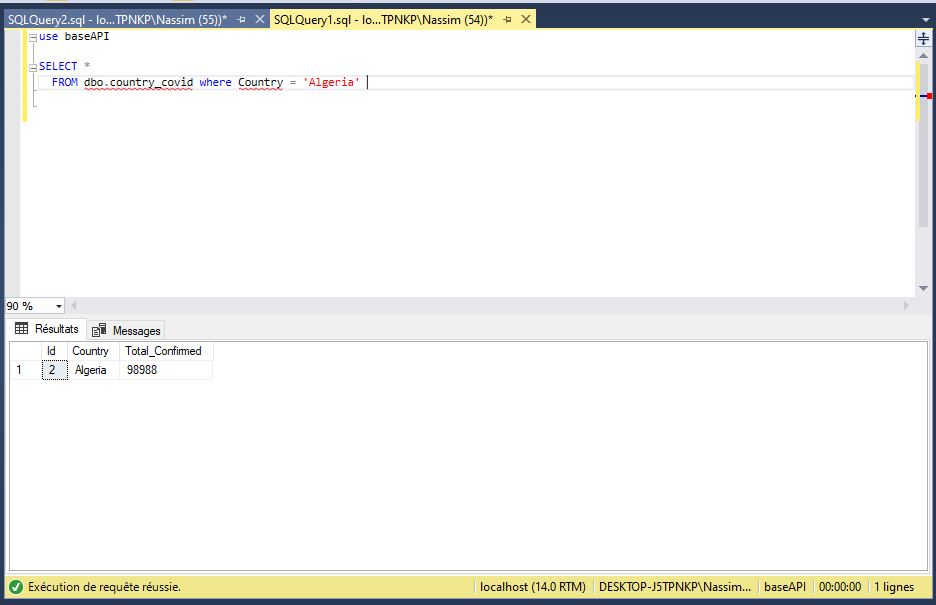 SQLQuery2.sql - lo...TPNKP\Nassim (55))* SQLQuery1.sql - lo...TPNKP\Nassim (54))*
use baseAPI
SELECT *
FROM dbo.country_covid where Country = 'Algeria'
90 %
Résultats Messages
Id Country Total_Confirmed
1 2 Algeria 98988
Exécution de requête réussie. localhost (14.0 RTM) DESKTOP-J5TPNKP\Nassim... baseAPI 00:00:00 1 lignes